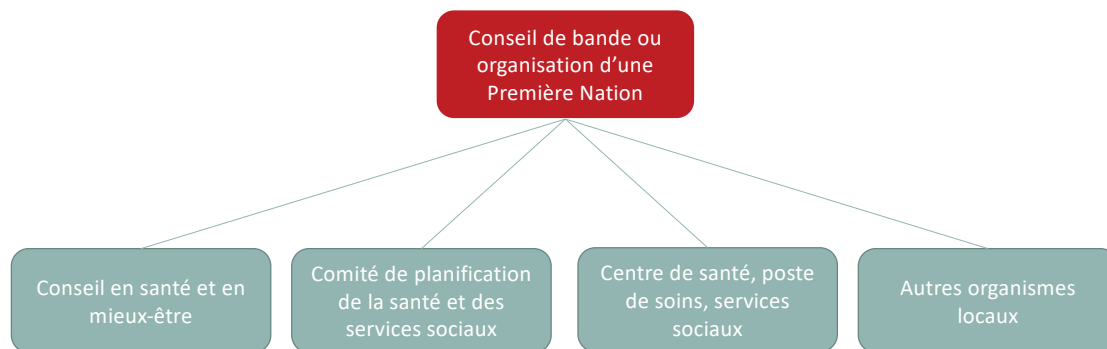 Conseil de bande ou
organisation d’une
Première Nation
Conseil en santé et en
mieux-être
Comité de planification
de la santé et des
services sociaux
Centre de santé, poste
de soins, services
sociaux
Autres organismes
locaux